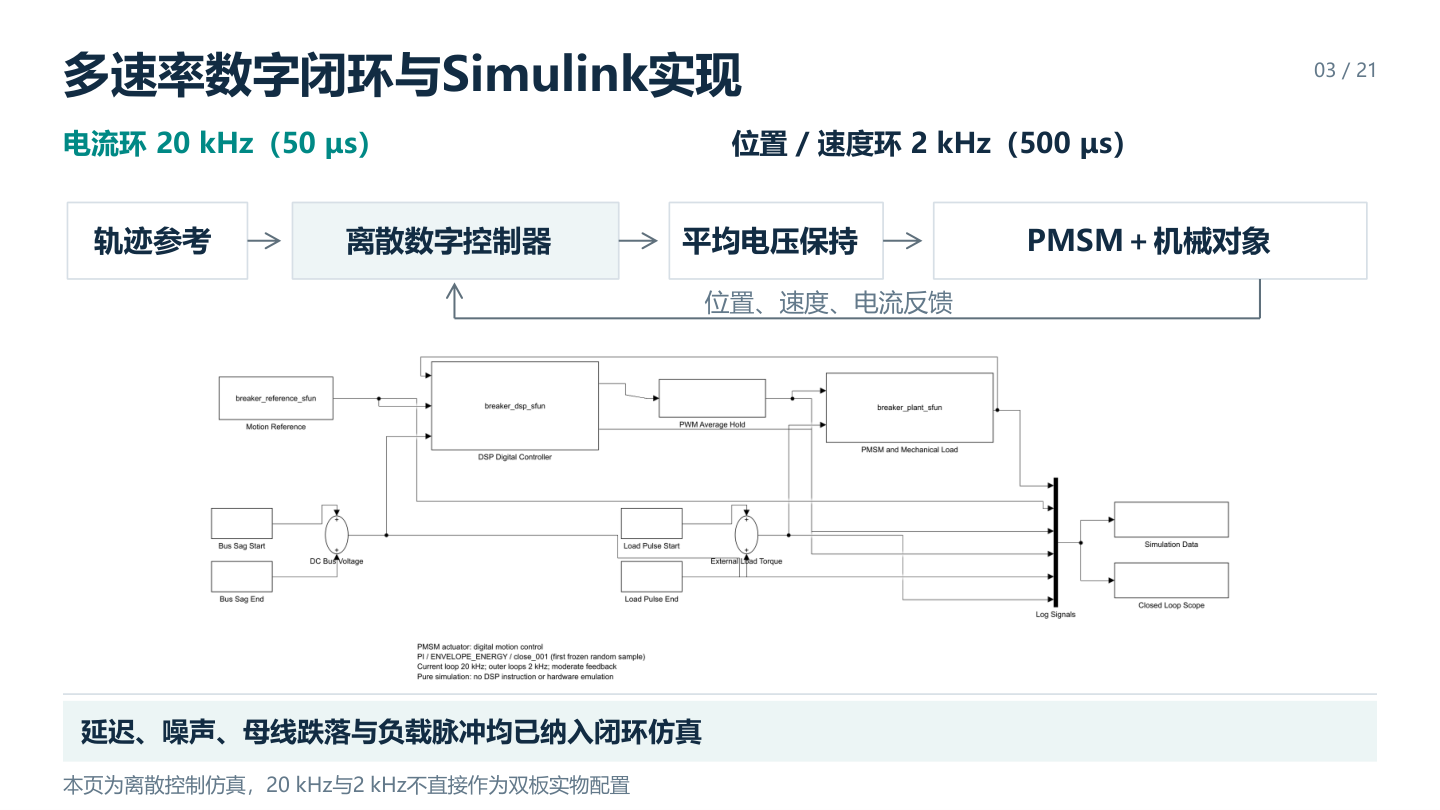 多速率数字闭环与Simulink实现
03 / 21
电流环 20 kHz（50 μs）
位置 / 速度环 2 kHz（500 μs）
轨迹参考
离散数字控制器
平均电压保持
PMSM＋机械对象
位置、速度、电流反馈
breaker_reference_sfun
Motion Reference
breaker_dsp_sfun
DSP Digital Controller
PWM Average Hold
breaker_plant_sfun
PMSM and Mechanical Load
Bus Sag Start
DC Bus Voltage
Bus Sag End
Load Pulse Start
External Load Torque
Load Pulse End
Log Signals
Simulation Data
Closed Loop Scope
PMSM actuator: digital motion control
PI / ENVELOPE_ENERGY / close_001 (first frozen random sample)
Current loop 20 kHz; outer loops 2 kHz; moderate feedback
Pure simulation: no DSP instruction or hardware emulation
延迟、噪声、母线跌落与负载脉冲均已纳入闭环仿真
本页为离散控制仿真，20 kHz与2 kHz不直接作为双板实物配置